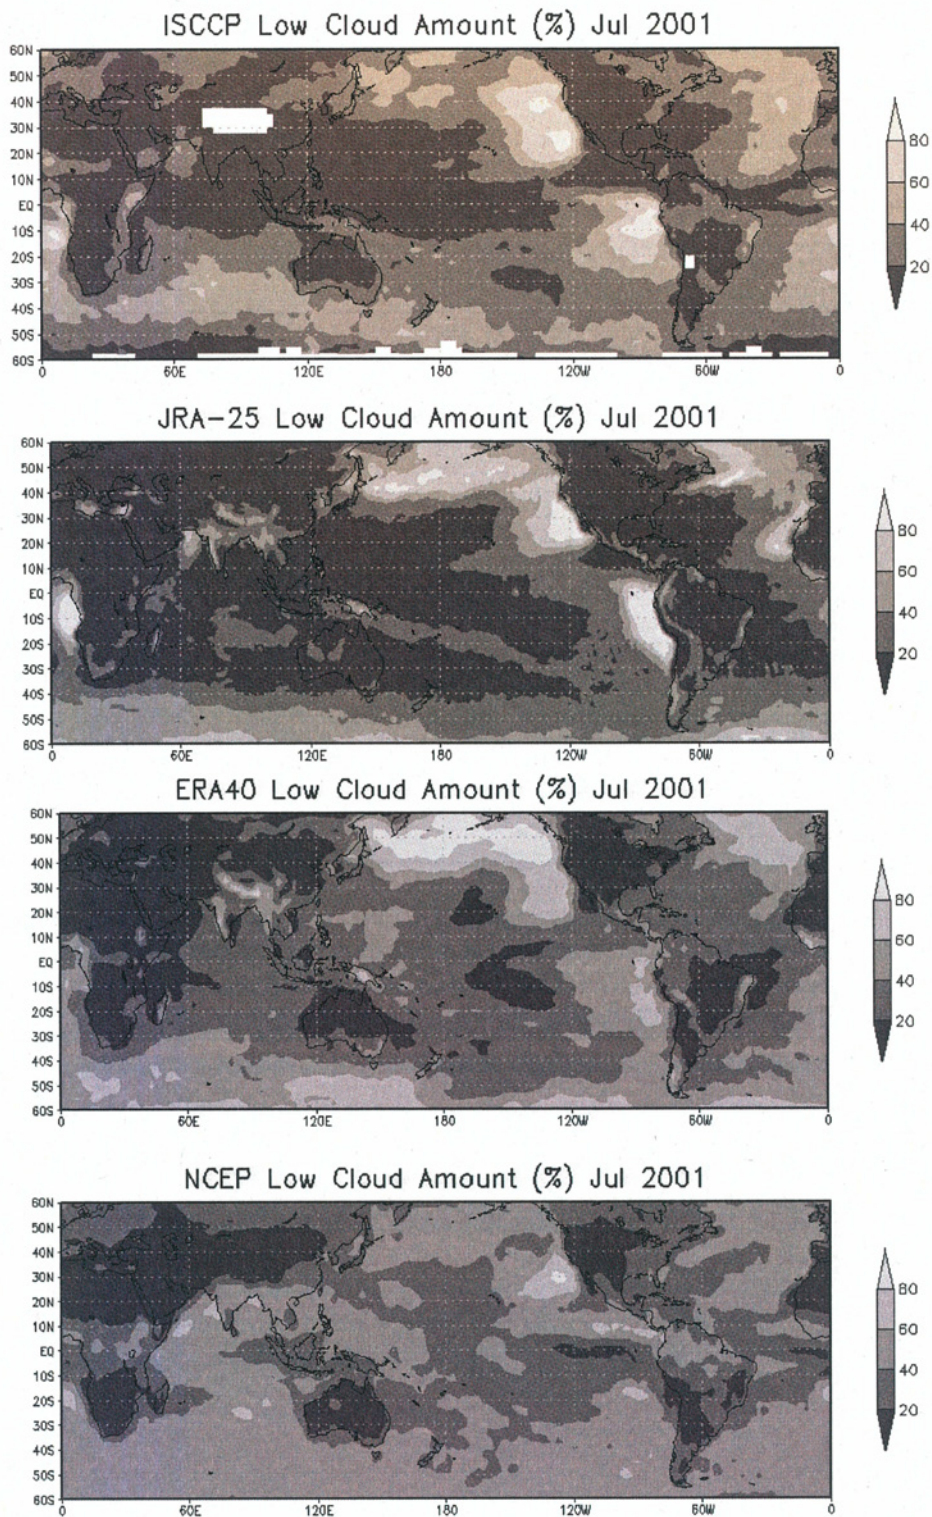 ISCCP Low Cloud Amount (%) Jul 2001
60N
50N
40N
30N
20N
10N
EQ
10S
20S
30S
40S
50S
60S
0 60E 120E 180 120W 60W 0
80
60
40
20
JRA-25 Low Cloud Amount (%) Jul 2001
60N
50N
40N
30N
20N
10N
EQ
10S
20S
30S
40S
50S
60S
0 60E 120E 180 120W 60W 0
80
60
40
20
ERA40 Low Cloud Amount (%) Jul 2001
60N
50N
40N
30N
20N
10N
EQ
10S
20S
30S
40S
50S
60S
0 60E 120E 180 120W 60W 0
80
60
40
20
NCEP Low Cloud Amount (%) Jul 2001
60N
50N
40N
30N
20N
10N
EQ
10S
20S
30S
40S
50S
60S
0 60E 120E 180 120W 60W 0
80
60
40
20